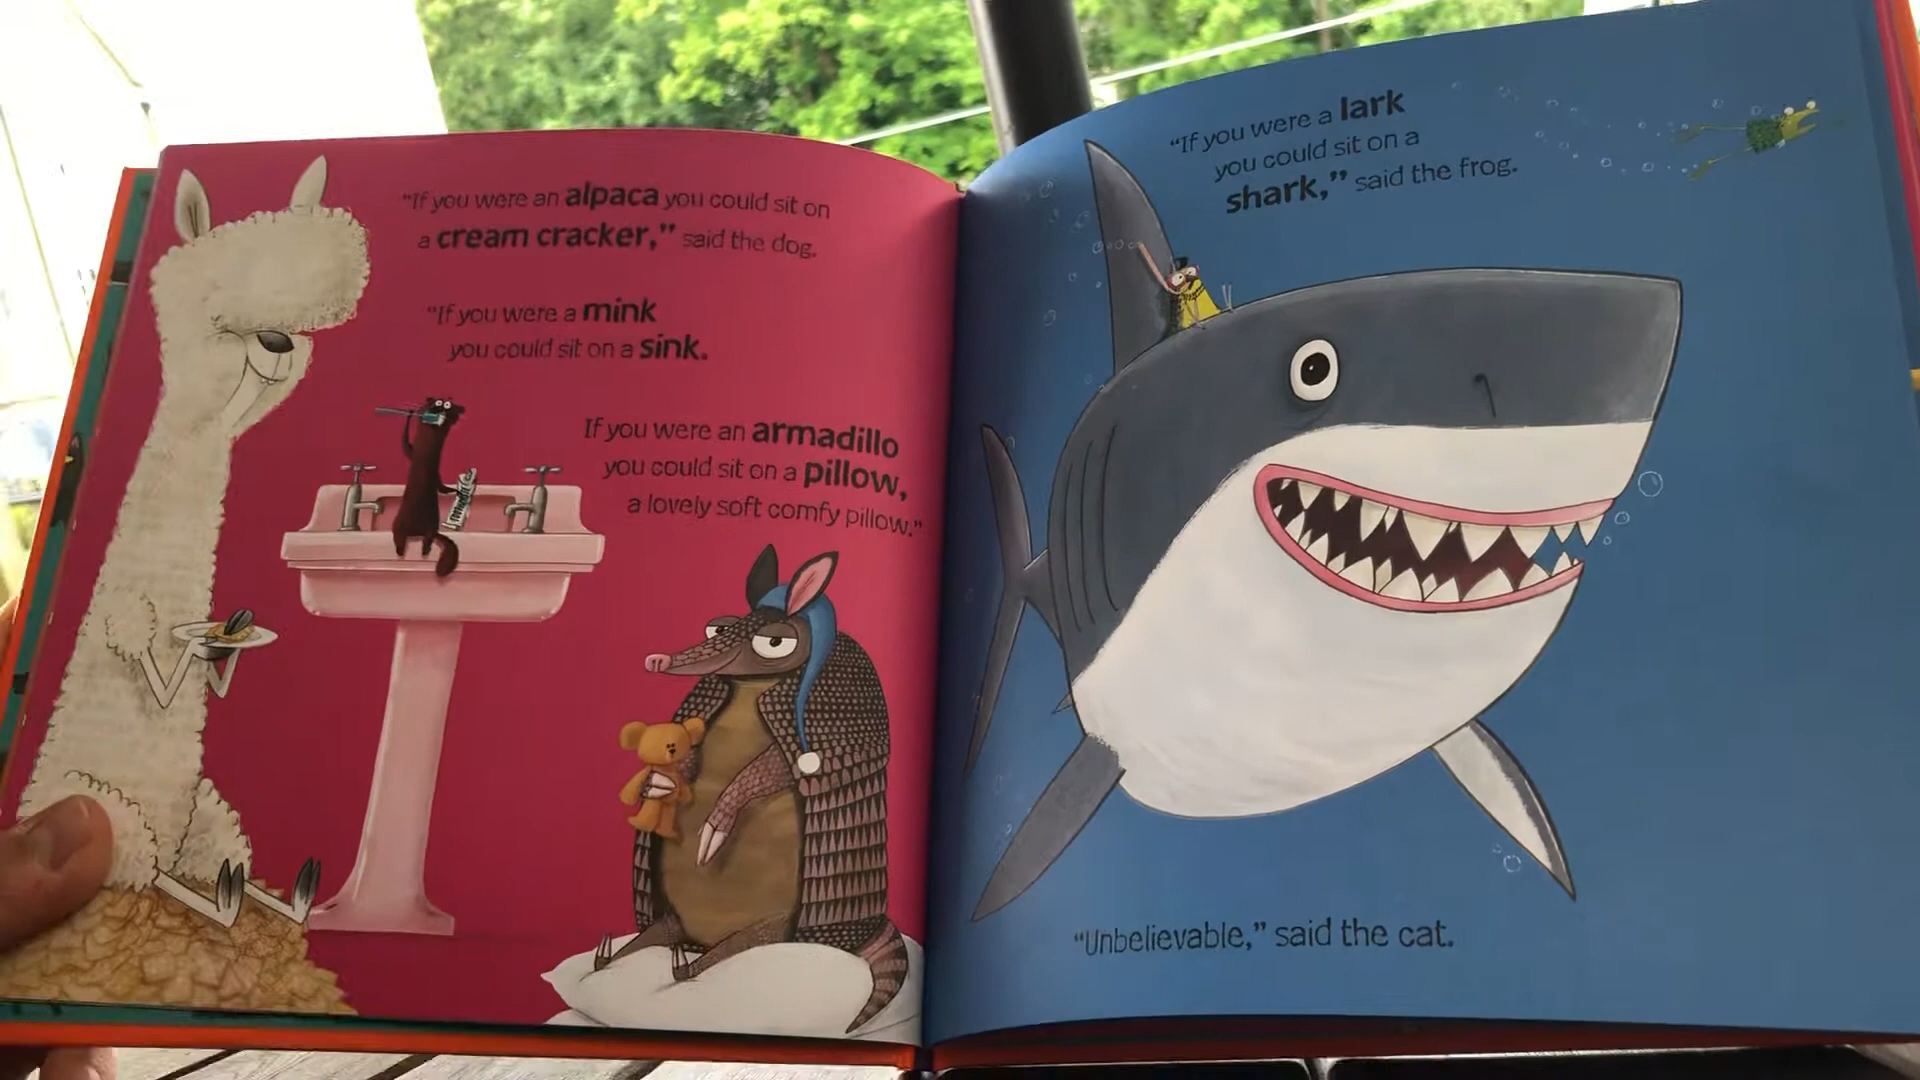 “If you were an alpaca you could sit on
a cream cracker,” said the dog.
“If you were a mink
you could sit on a sink.
If you were an armadillo
you could sit on a pillow,
a lovely soft comfy pillow.”
“If you were a lark
you could sit on a
shark,” said the frog.
“Unbelievable,” said the cat.